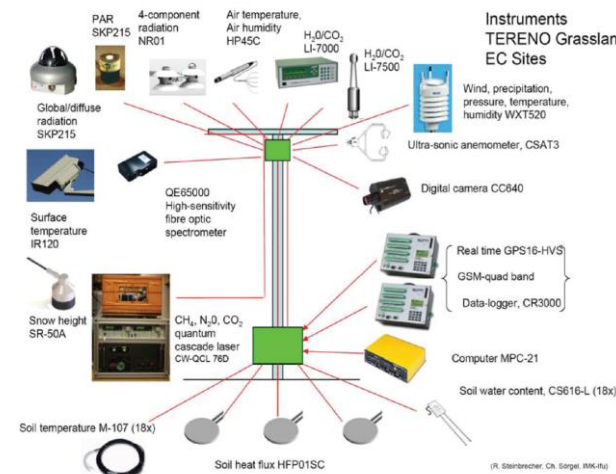 Instruments
TERENO Grasslan
EC Sites
PAR
SKP215
4-component
radiation
NR01
Air temperature,
Air humidity
HP45C
H₂0/CO₂
LI-7000
H₂0/CO₂
LI-7500
Global/diffuse
radiation
SKP215
Wind, precipitation,
pressure, temperature,
humidity WXT520
Ultra-sonic anemometer, CSAT3
QE65000
High-sensitivity
fibre optic
spectrometer
Digital camera CC640
Surface
temperature
IR120
Real time GPS16-HVS
GSM-quad band
Data-logger, CR3000
Snow height
SR-50A
CH₄, N₂0, CO₂
quantum
cascade laser
CW-QCL 76D
Computer MPC-21
Soil water content, CS616-L (18x)
Soil temperature M-107 (18x)
Soil heat flux HFP01SC
(R. Steinbrecher, Ch. Sörgel, IMK-Ifu)